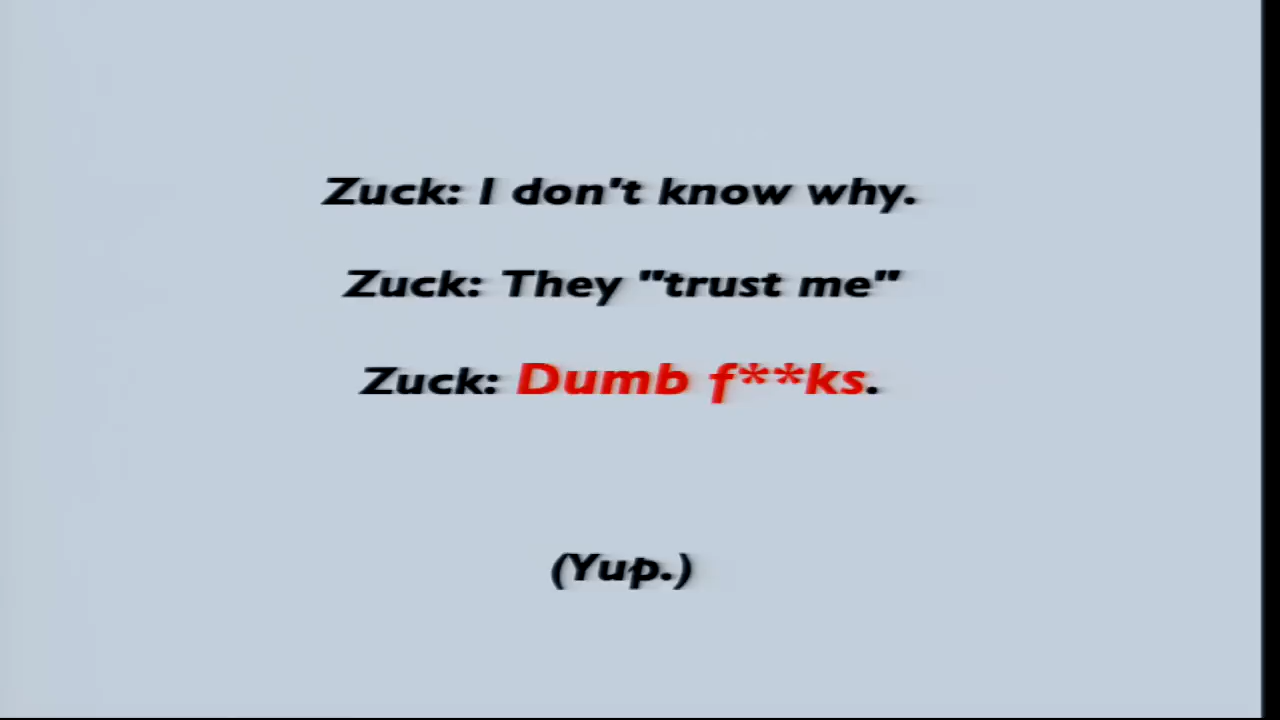 Zuck: I don't know why.
Zuck: They "trust me"
Zuck: Dumb f**ks.
(Yup.)